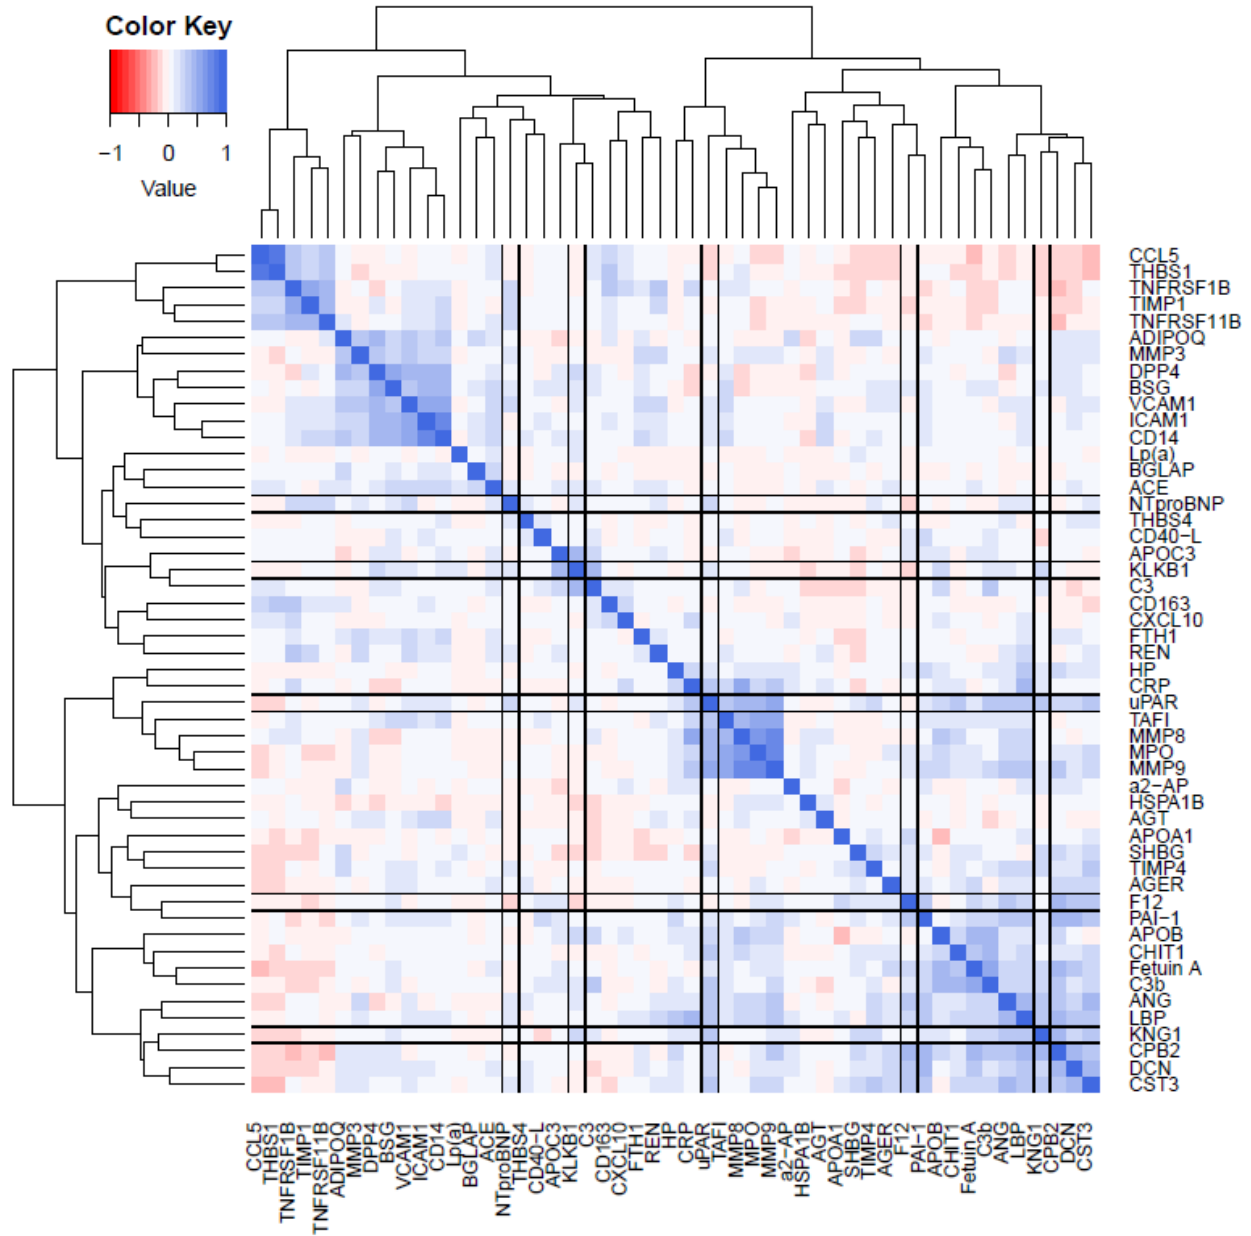 Color Key
−1 0 1
Value
CCL5
THBS1
TNFRSF1B
TIMP1
TNFRSF11B
ADIPOQ
MMP3
DPP4
BSG
VCAM1
ICAM1
CD14
Lp(a)
BGLAP
ACE
NTproBNP
THBS4
CD40−L
APOC3
KLKB1
C3
CD163
CXCL10
FTH1
REN
HP
CRP
uPAR
TAFI
MMP8
MPO
MMP9
a2−AP
HSPA1B
AGT
APOA1
SHBG
TIMP4
AGER
F12
PAI−1
APOB
CHIT1
Fetuin A
C3b
ANG
LBP
KNG1
CPB2
DCN
CST3
CCL5
THBS1
TNFRSF1B
TIMP1
TNFRSF11B
ADIPOQ
MMP3
DPP4
BSG
VCAM1
ICAM1
CD14
Lp(a)
BGLAP
ACE
NTproBNP
THBS4
CD40−L
APOC3
KLKB1
C3
CD163
CXCL10
FTH1
REN
HP
CRP
uPAR
TAFI
MMP8
MPO
MMP9
a2−AP
HSPA1B
AGT
APOA1
SHBG
TIMP4
AGER
F12
PAI−1
APOB
CHIT1
Fetuin A
C3b
ANG
LBP
KNG1
CPB2
DCN
CST3